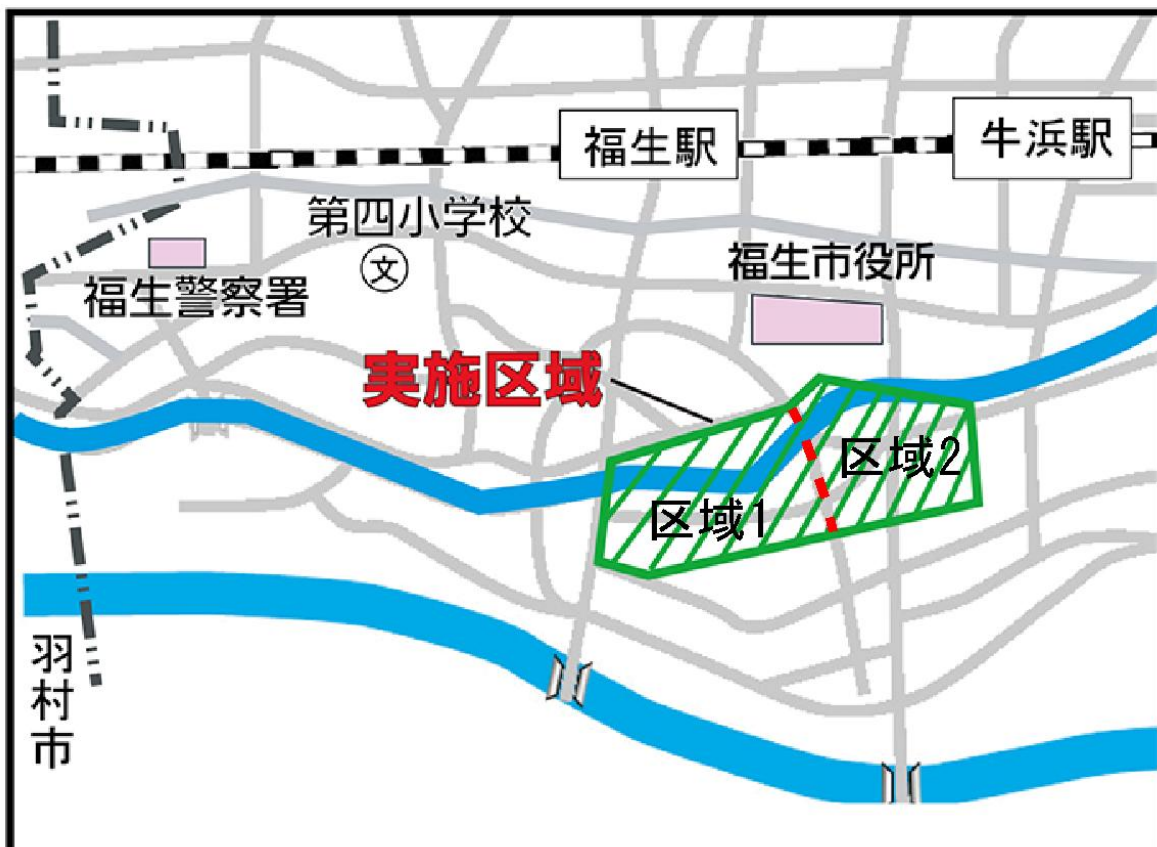 福生駅
牛浜駅
第四小学校
文
福生市役所
福生警察署
実施区域
区域2
区域1
羽村市